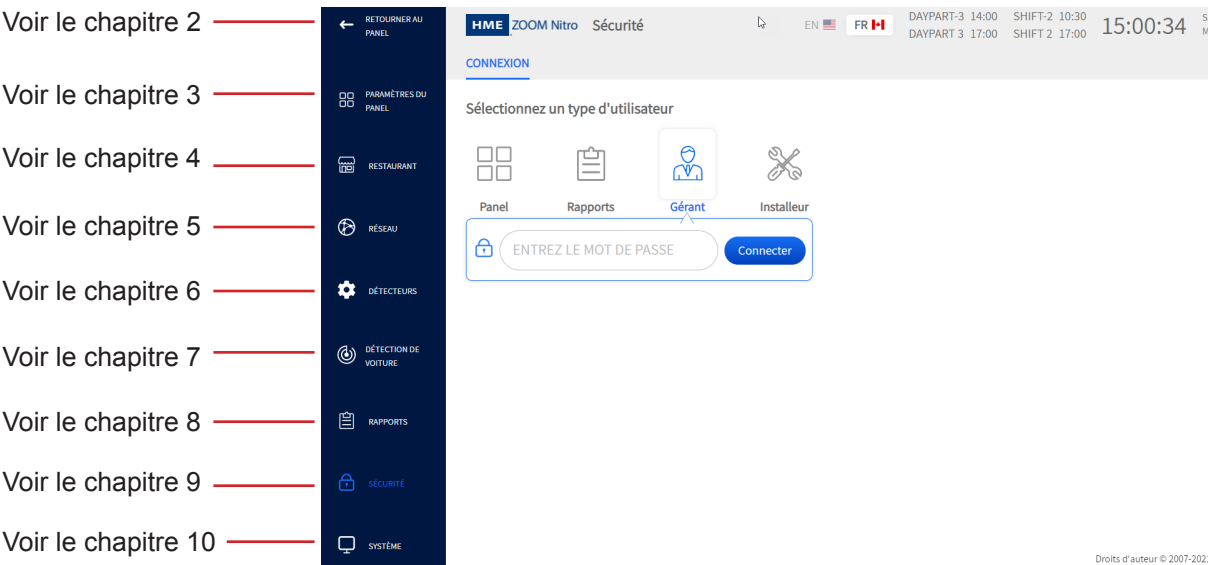 Voir le chapitre 2
Voir le chapitre 3
Voir le chapitre 4
Voir le chapitre 5
Voir le chapitre 6
Voir le chapitre 7
Voir le chapitre 8
Voir le chapitre 9
Voir le chapitre 10
RETOURNER AU
PANEL
PARAMÈTRES DU
PANEL
RESTAURANT
RÉSEAU
DÉTECTEURS
DÉTECTION DE
VOITURE
RAPPORTS
SÉCURITÉ
SYSTÈME
HME ZOOM Nitro Sécurité
EN FR
DAYPART-3 14:00 SHIFT-2 10:30
DAYPART 3 17:00 SHIFT 2 17:00
15:00:34
CONNEXION
Sélectionnez un type d'utilisateur
Panel Rapports Gérant Installeur
ENTREZ LE MOT DE PASSE Connecter
Droits d'auteur © 2007-2021